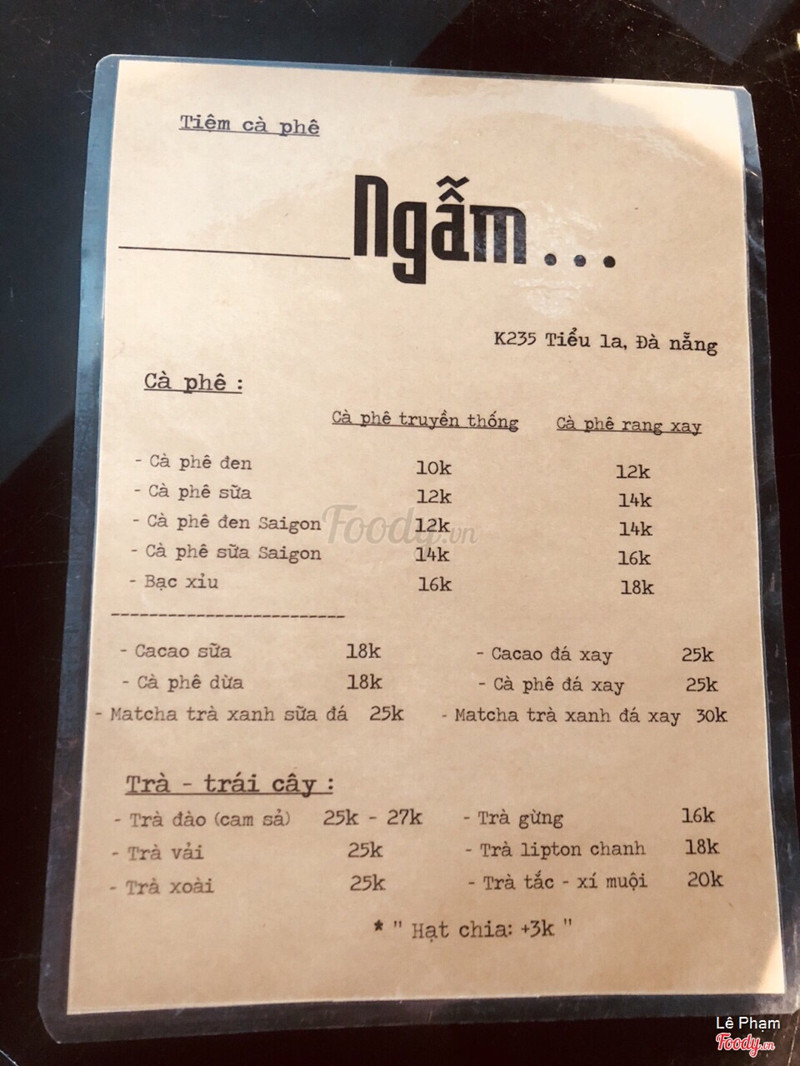 Tiệm cà phê
Ngẫm...
K235 Tiểu la, Đà nẵng
Cà phê :
Cà phê truyền thống Cà phê rang xay
- Cà phê đen 10k 12k
- Cà phê sữa 12k 14k
- Cà phê đen Saigon 12k 14k
- Cà phê sữa Saigon 14k 16k
- Bạc xỉu 16k 18k
- Cacao sữa 18k - Cacao đá xay 25k
- Cà phê dừa 18k - Cà phê đá xay 25k
- Matcha trà xanh sữa đá 25k - Matcha trà xanh đá xay 30k
Trà - trái cây :
- Trà đào (cam sả) 25k - 27k - Trà gừng 16k
- Trà vải 25k - Trà lipton chanh 18k
- Trà xoài 25k - Trà tắc - xí muội 20k
* " Hạt chia: +3k "
Foody.vn
Lê Phạm
Foody.vn